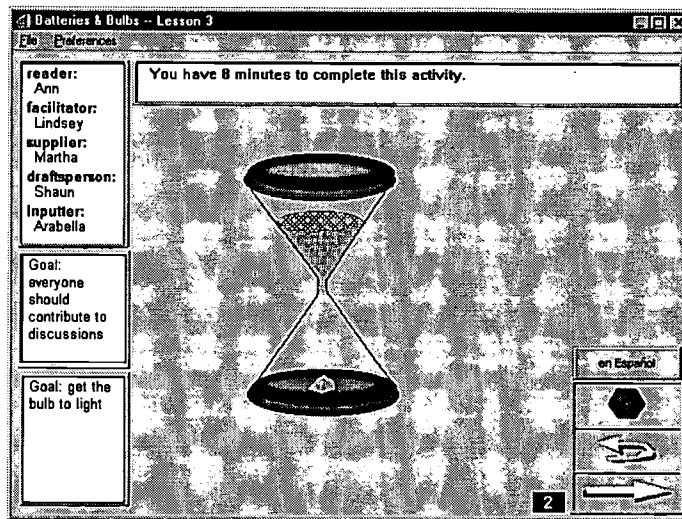 Batteries & Bulbs -- Lesson 3
File Preferences
reader:
Ann
facilitator:
Lindsey
supplier:
Martha
draftsperson:
Shaun
Inputter:
Arabella
You have 8 minutes to complete this activity.
Goal:
everyone
should
contribute to
discussions
Goal: get the
bulb to light
en Español
2